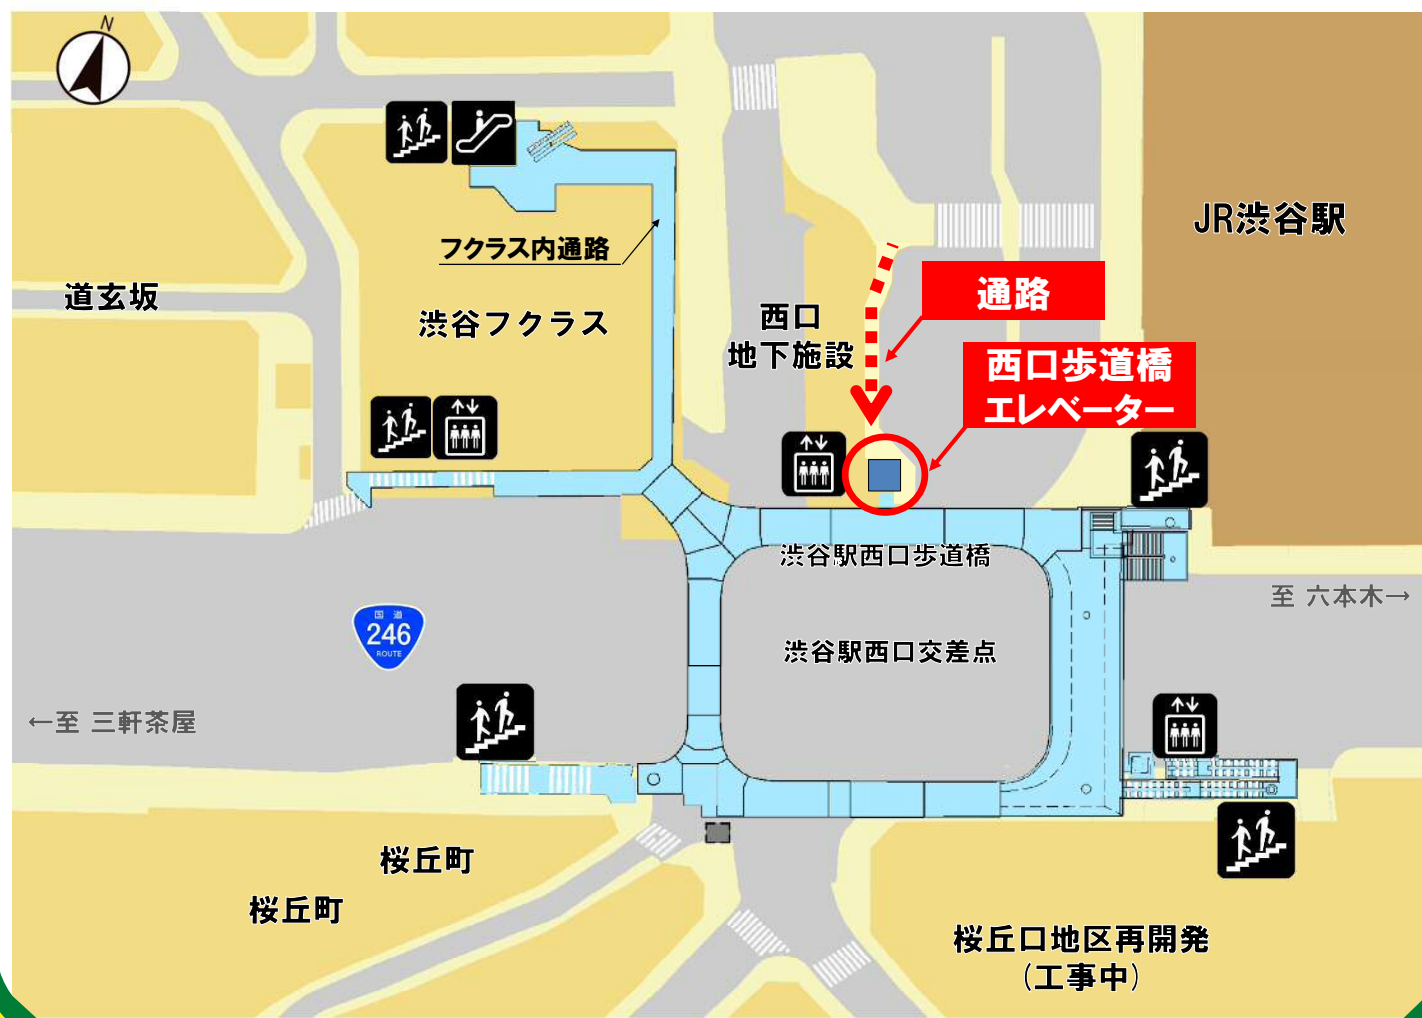 N
JR渋谷駅
フクラス内通路
道玄坂
渋谷フクラス
西口
地下施設
通路
西口歩道橋
エレベーター
渋谷駅西口歩道橋
至 六本木→
国道
246
ROUTE
渋谷駅西口交差点
←至 三軒茶屋
桜丘町
桜丘町
桜丘口地区再開発
(工事中)